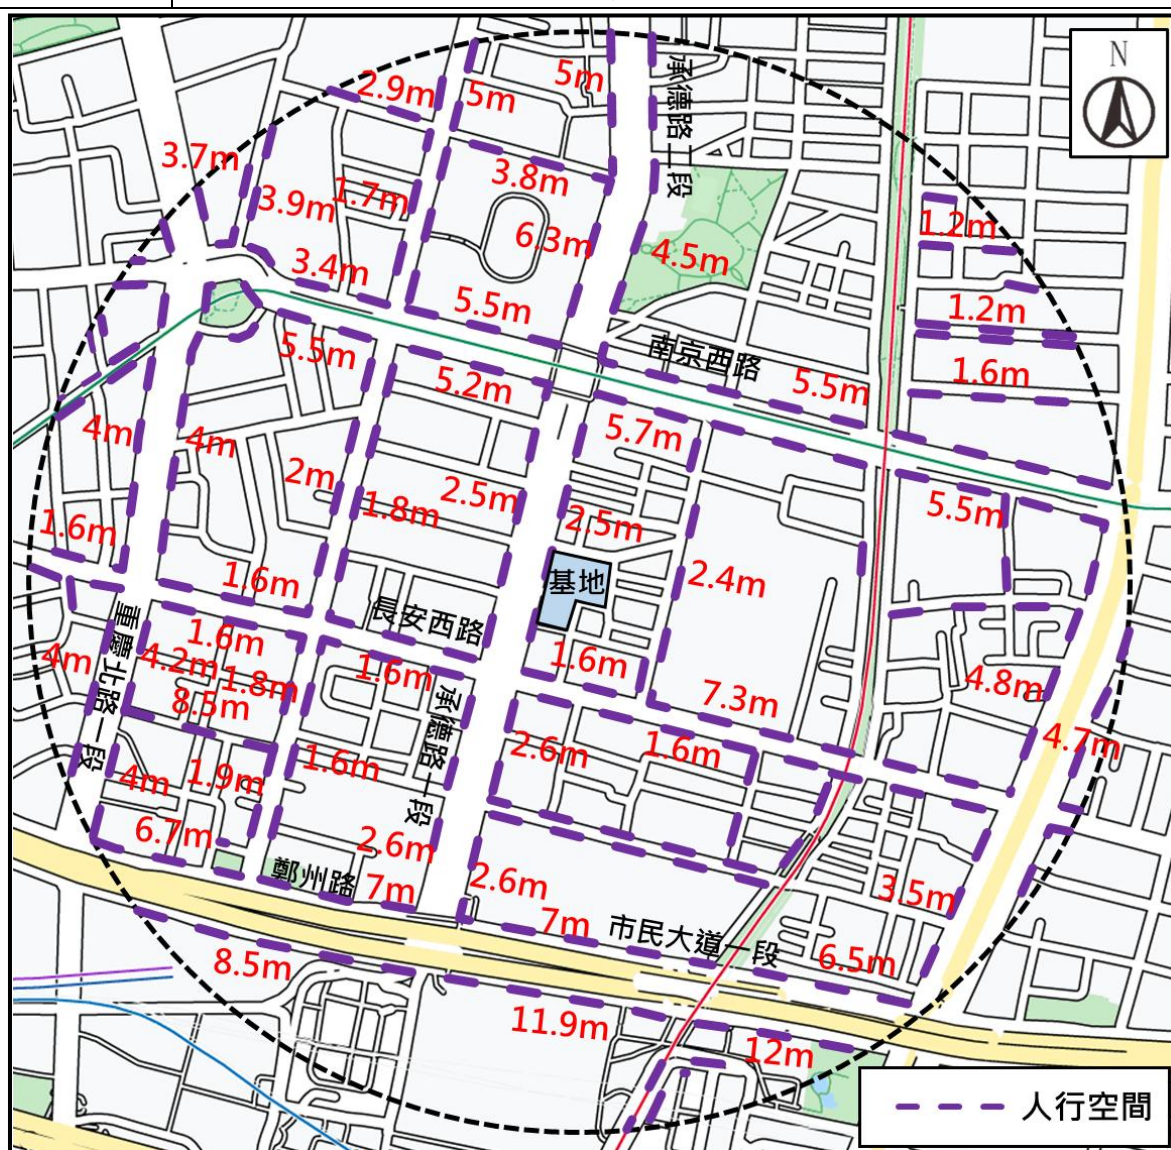 N
承德路二段
5m
2.9m
5m
3.7m
3.8m
1.7m
3.9m
1.2m
6.3m
4.5m
3.4m
5.5m
1.2m
5.5m
南京西路
5.2m
5.5m
1.6m
4m
4m
5.7m
2m
2.5m
1.8m
5.5m
1.6m
2.5m
1.6m
基地
2.4m
長安西路
1.6m
重慶北路一段
4m
4.2m
1.8m
1.6m
1.6m
7.3m
4.8m
8.5m
承德路一段
2.6m
1.6m
4.7m
4m
1.9m
1.6m
6.7m
2.6m
鄭州路
7m
2.6m
3.5m
7m
市民大道一段
6.5m
8.5m
11.9m
12m
人行空間